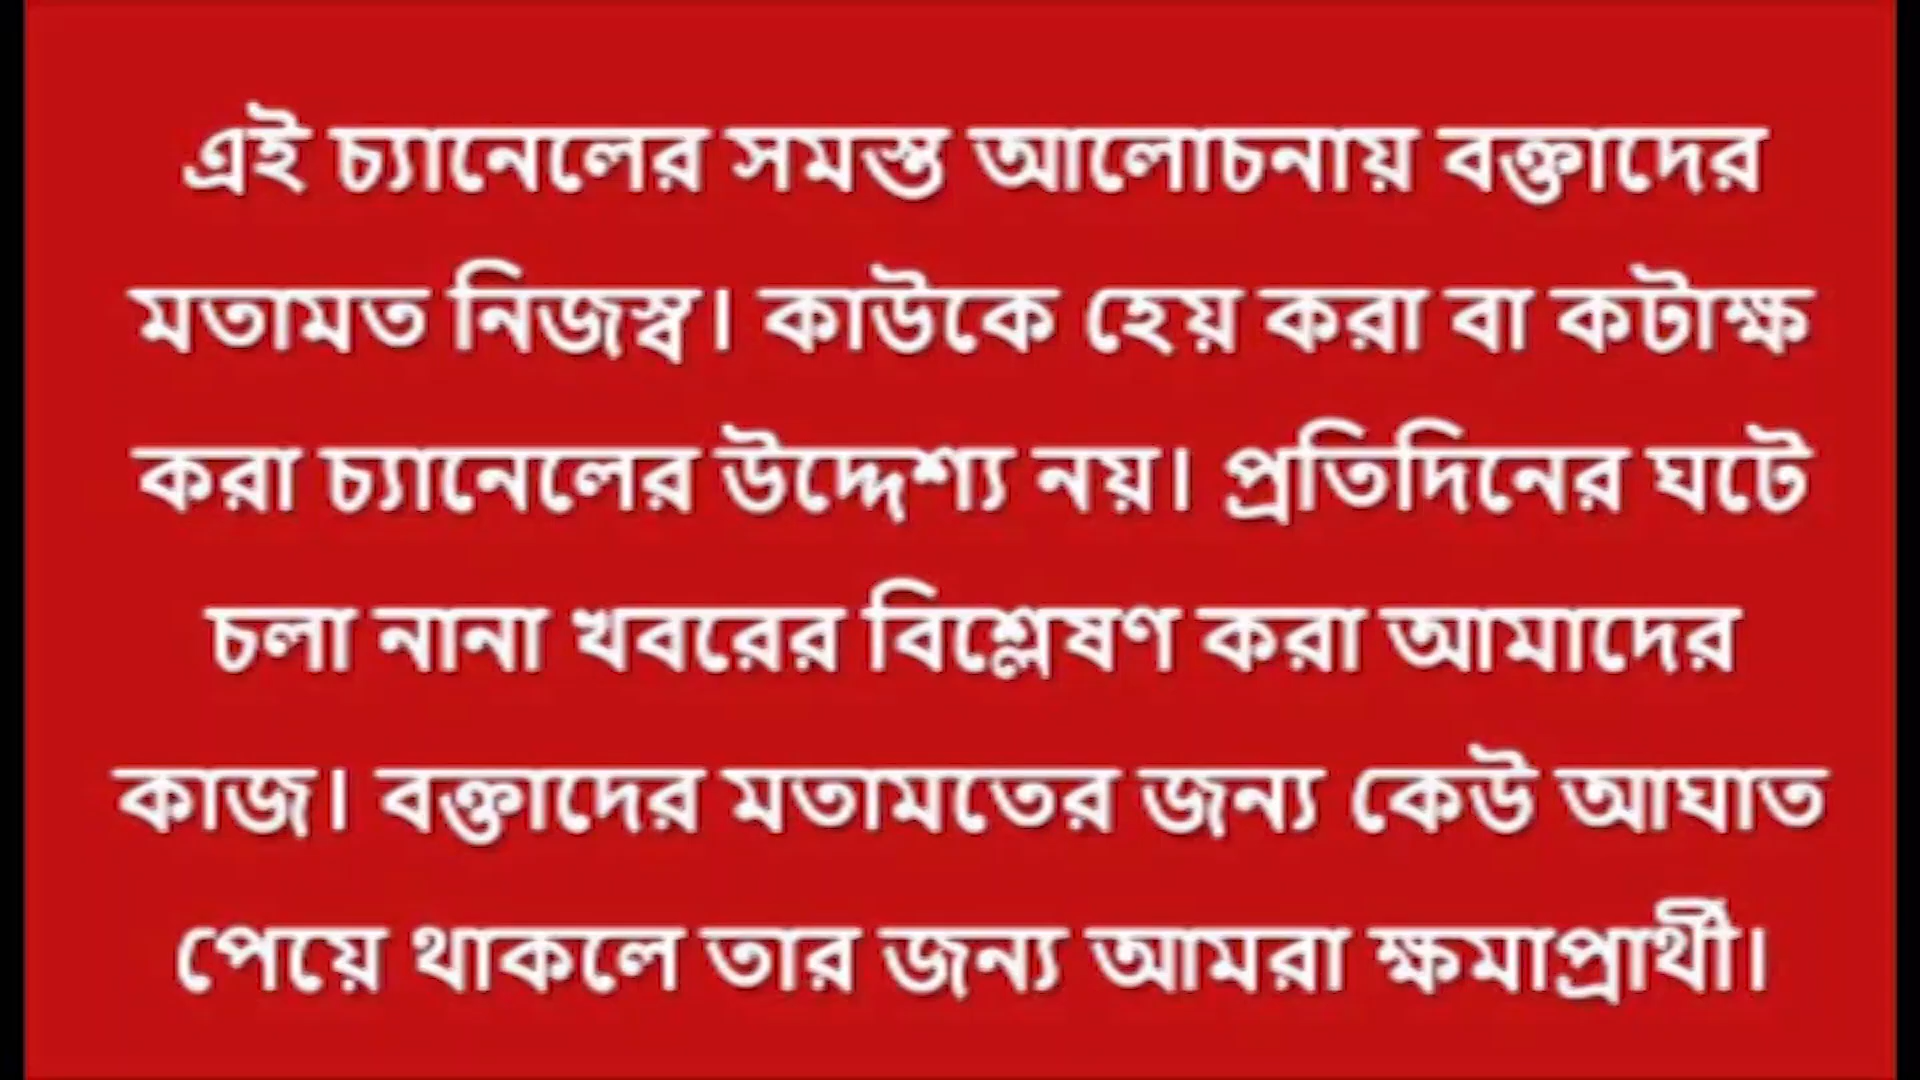 এই চ্যানেলের সমস্ত আলোচনায় বক্তাদের
মতামত নিজস্ব। কাউকে হেয় করা বা কটাক্ষ
করা চ্যানেলের উদ্দেশ্য নয়। প্রতিদিনের ঘটে
চলা নানা খবরের বিশ্লেষণ করা আমাদের
কাজ। বক্তাদের মতামতের জন্য কেউ আঘাত
পেয়ে থাকলে তার জন্য আমরা ক্ষমাপ্রার্থী।